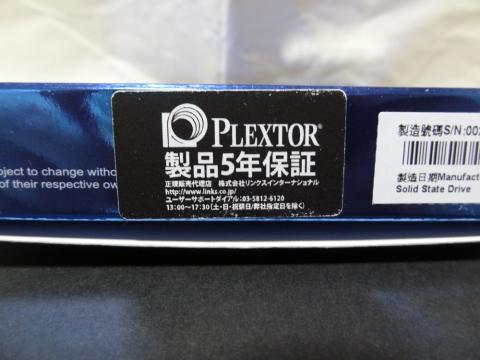 PLEXTOR®
製品5年保証
正規販売代理店 株式会社リンクスインターナショナル
http://www.links.co.jp/
ユーザーサポートダイアル:03-5812-6120
13:00~17:30(土・日・祝祭日/弊社指定日を除く)
bject to change without
of their respective ow
製造號碼S/N:002
製造日期Manufact
Solid State Drive